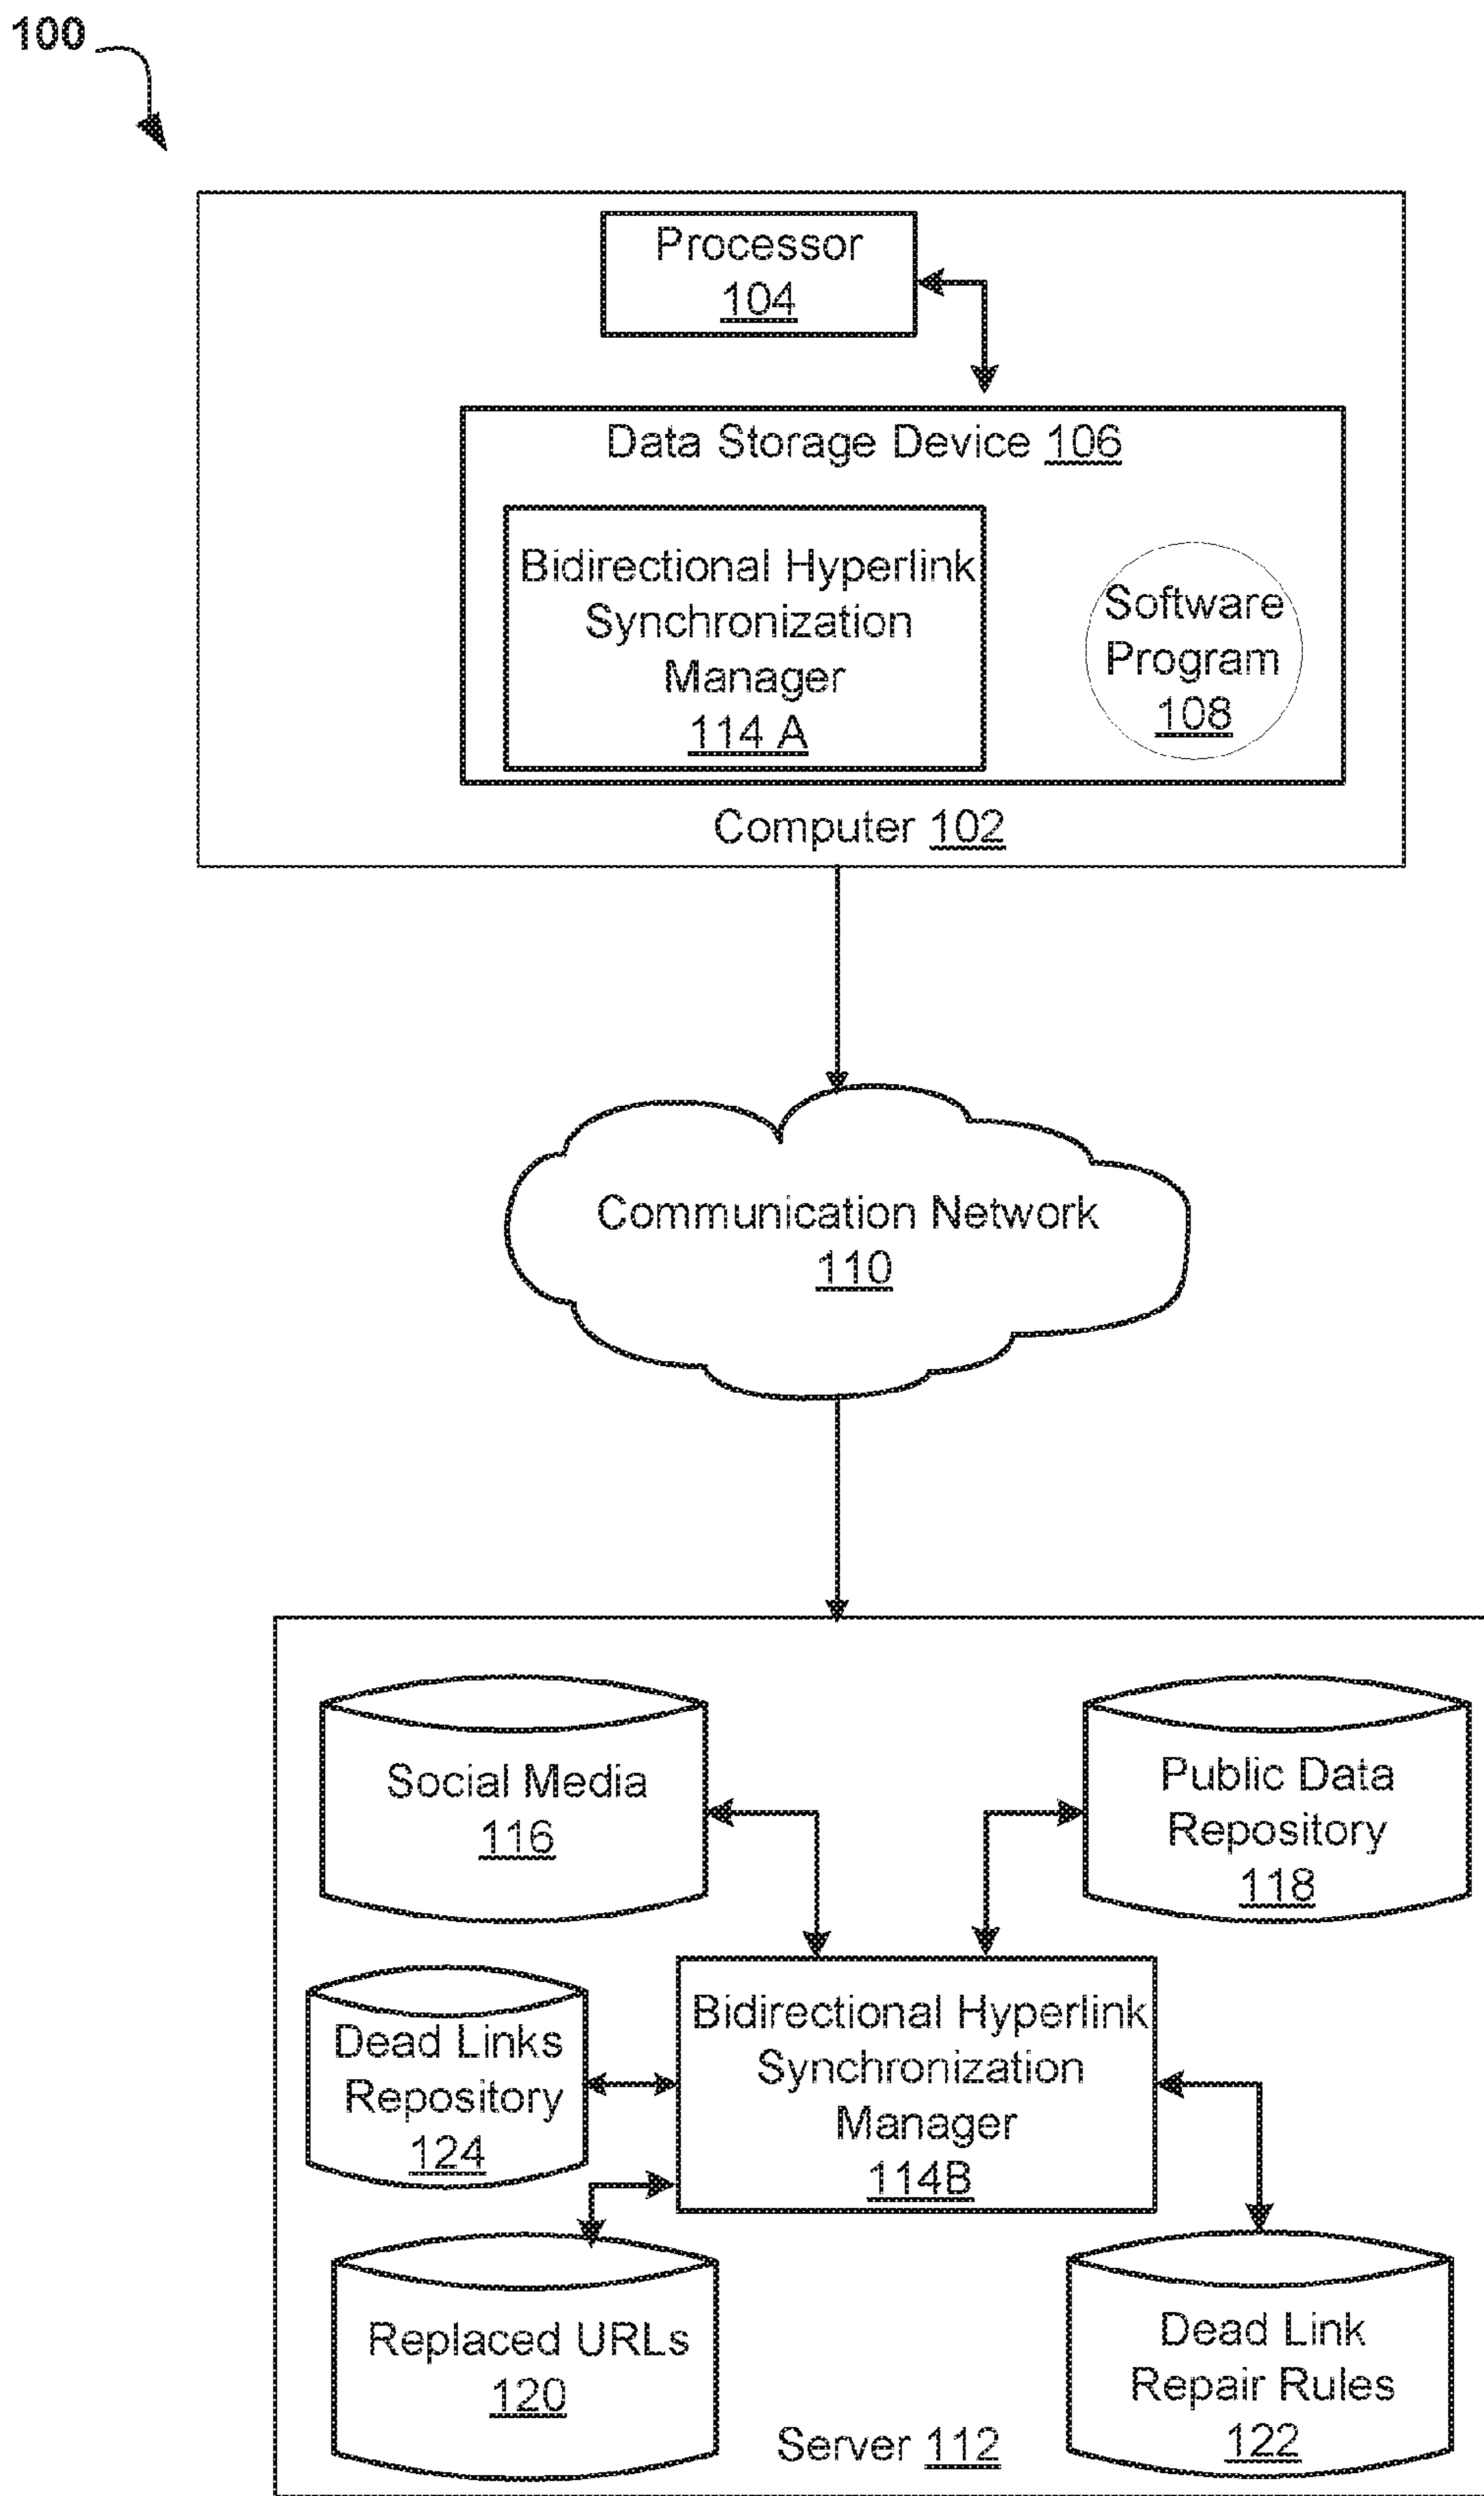 100
Processor
104
Data Storage Device 106
Bidirectional Hyperlink
Synchronization
Manager
114 A
Software
Program
108
Computer 102
Communication Network
110
Social Media
116
Public Data
Repository
118
Dead Links
Repository
124
Bidirectional Hyperlink
Synchronization
Manager
114B
Replaced URLs
120
Dead Link
Repair Rules
122
Server 112